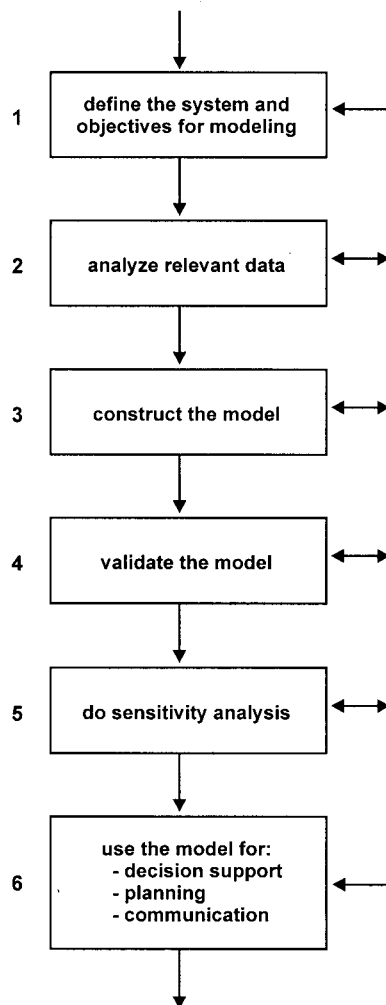 1
define the system and
objectives for modeling
2
analyze relevant data
3
construct the model
4
validate the model
5
do sensitivity analysis
6
use the model for:
- decision support
- planning
- communication